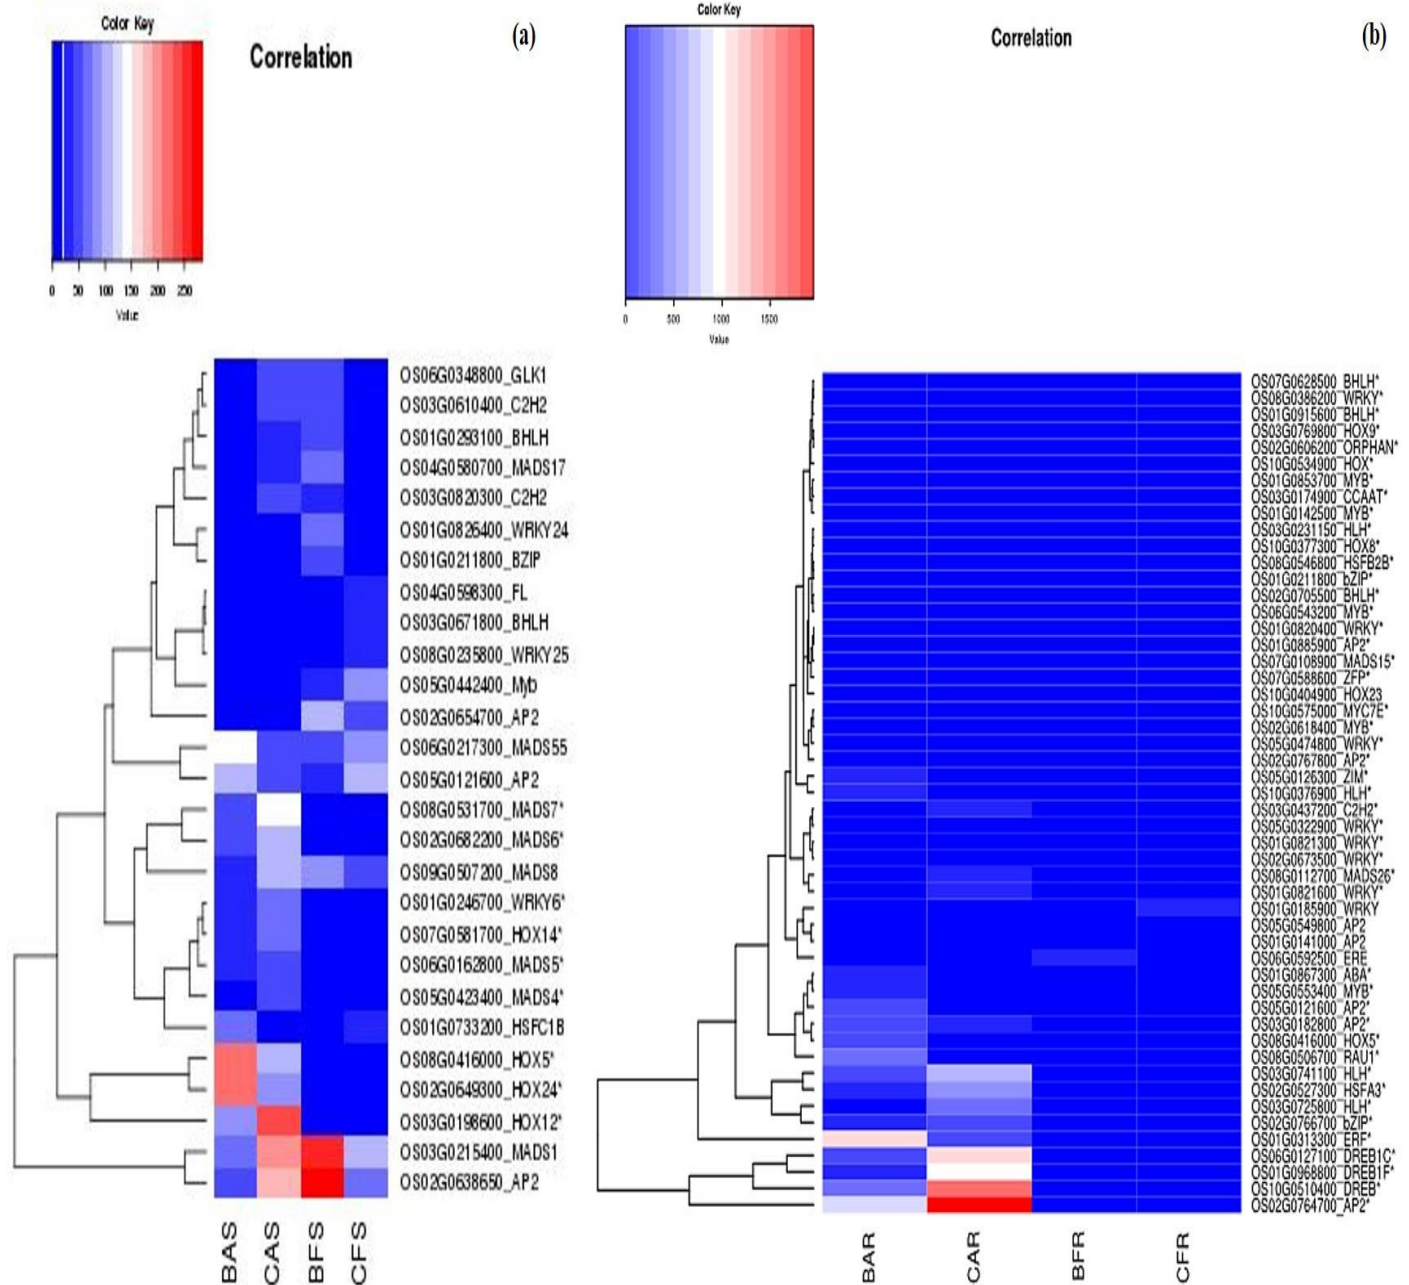 Color Key
Correlation
(a)
0 50 100 150 200 250
Value
OS06G0348800_GLK1
OS03G0610400_C2H2
OS01G0293100_BHLH
OS04G0580700_MADS17
OS03G0820300_C2H2
OS01G0826400_WRKY24
OS01G0211800_BZIP
OS04G0598300_FL
OS03G0671800_BHLH
OS08G0235800_WRKY25
OS05G0442400_Myb
OS02G0654700_AP2
OS06G0217300_MADS55
OS05G0121600_AP2
OS08G0531700_MADS7*
OS02G0682200_MADS6*
OS09G0507200_MADS8
OS01G0246700_WRKY6*
OS07G0581700_HOX14*
OS06G0162800_MADS5*
OS05G0423400_MADS4*
OS01G0733200_HSFC1B
OS08G0416000_HOX5*
OS02G0649300_HOX24*
OS03G0198600_HOX12*
OS03G0215400_MADS1
OS02G0638650_AP2
BAS CAS BFS CFS
Color Key
Correlation
(b)
0 500 1000 1500
Value
OS07G0628500_BHLH*
OS08G0386200_WRKY*
OS01G0915600_BHLH*
OS03G0769800_HOX9*
OS02G0606200_ORPHAN*
OS10G0534900_HOX*
OS01G0853700_MYB*
OS03G0174900_CCAAT*
OS01G0142500_MYB*
OS03G0231150_HLH*
OS10G0377300_HOX8*
OS08G0546800_HSFB2B*
OS01G0211800_bZIP*
OS02G0705500_BHLH*
OS06G0543200_MYB*
OS01G0820400_WRKY*
OS01G0885900_AP2*
OS07G0108900_MADS15*
OS07G0588600_ZFP*
OS10G0404900_HOX23
OS10G0575000_MYC7E*
OS02G0618400_MYB*
OS05G0474800_WRKY*
OS02G0767800_AP2*
OS05G0126300_ZIM*
OS10G0376900_HLH*
OS03G0437200_C2H2*
OS05G0322900_WRKY*
OS01G0821300_WRKY*
OS02G0673500_WRKY*
OS08G0112700_MADS26*
OS01G0821600_WRKY*
OS01G0185900_WRKY
OS05G0549800_AP2
OS01G0141000_AP2
OS06G0592500_ERE
OS01G0867300_ABA*
OS05G0553400_MYB*
OS05G0121600_AP2*
OS03G0182800_AP2*
OS08G0416000_HOX5*
OS08G0506700_RAU1*
OS03G0741100_HLH*
OS02G0527300_HSFA3*
OS03G0725800_HLH*
OS02G0766700_bZIP*
OS01G0313300_ERF*
OS06G0127100_DREB1C*
OS01G0968800_DREB1F*
OS10G0510400_DREB*
OS02G0764700_AP2*
BAR CAR BFR CFR